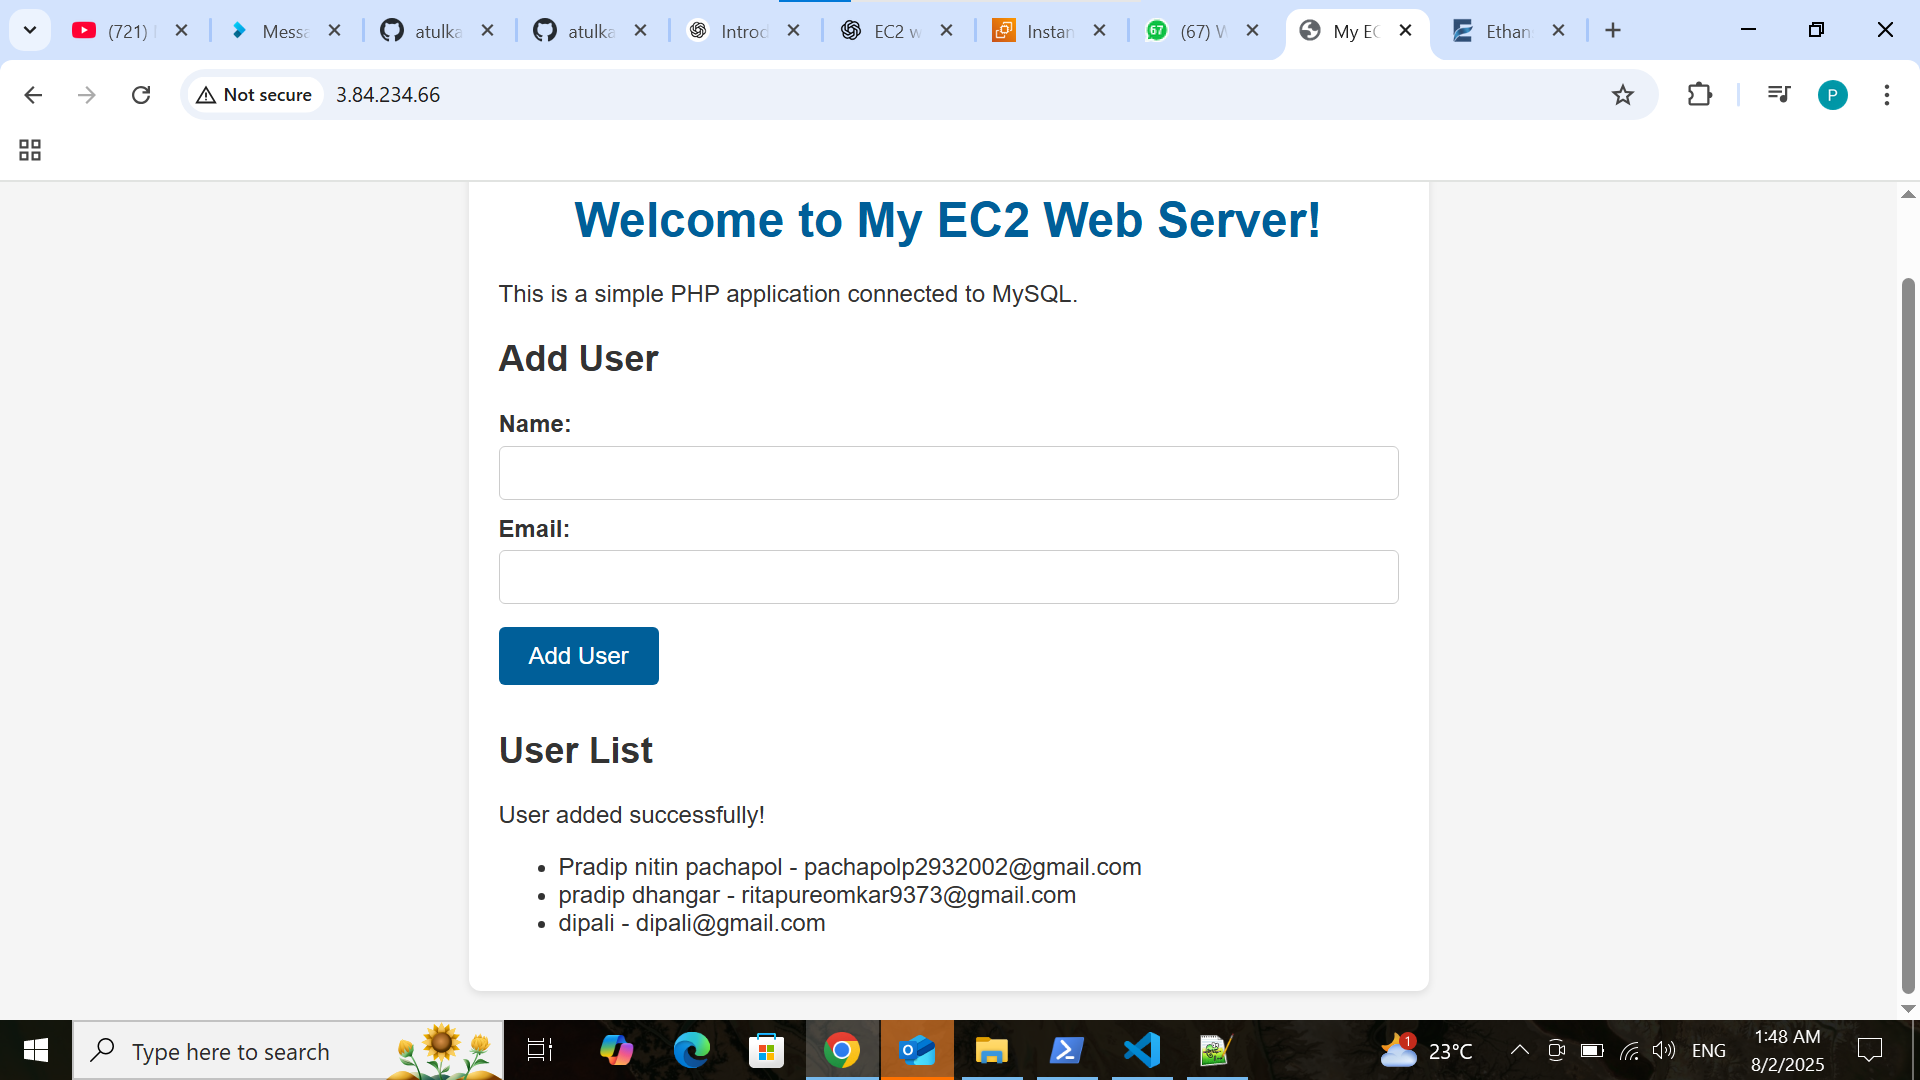 (721)
Messa
atulka
atulka
Introd
EC2 w
Instan
67
(67) W
My EC
Ethan
Not secure
3.84.234.66
P
Welcome to My EC2 Web Server!
This is a simple PHP application connected to MySQL.
Add User
Name:
Email:
Add User
User List
User added successfully!
Pradip nitin pachapol - pachapolp2932002@gmail.com
pradip dhangar - ritapureomkar9373@gmail.com
dipali - dipali@gmail.com
Type here to search
1
23°C
ENG
1:48 AM
8/2/2025